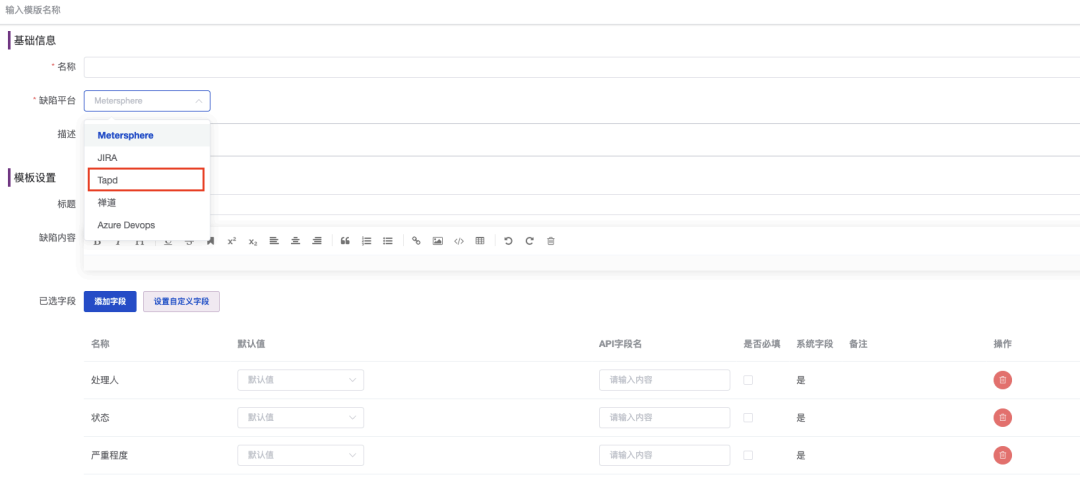 输入模版名称
基础信息
* 名称
* 缺陷平台 Metersphere
描述
Metersphere
JIRA
Tapd
禅道
Azure Devops
模板设置
标题
缺陷内容
已选字段 添加字段 设置自定义字段
名称 默认值 API字段名 是否必填 系统字段 备注 操作
处理人 默认值 请输入内容 是
状态 默认值 请输入内容 是
严重程度 默认值 请输入内容 是